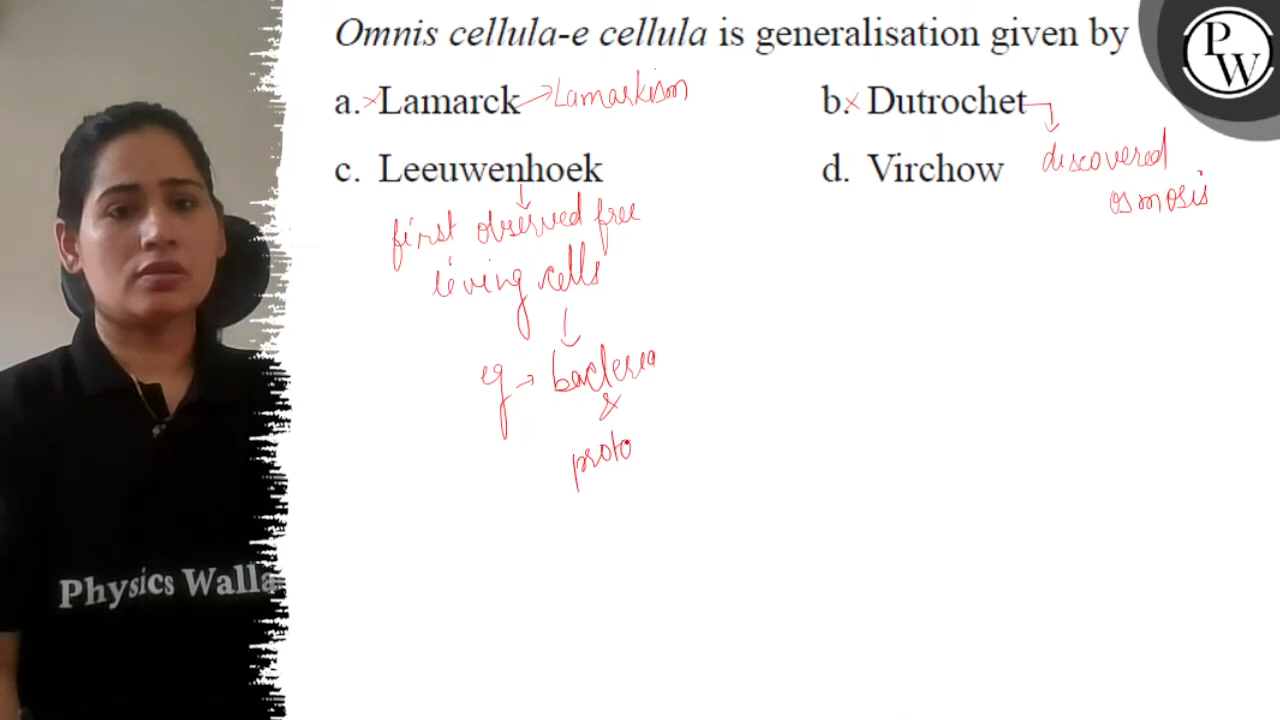 Omnis cellula-e cellula is generalisation given by
PW
a. × Lamarck → Lamarkism
b. × Dutrochet
discovered
osmosis
c. Leeuwenhoek
d. Virchow
first observed free
living cells
eg → bacteria
&
proto
Physics Walla